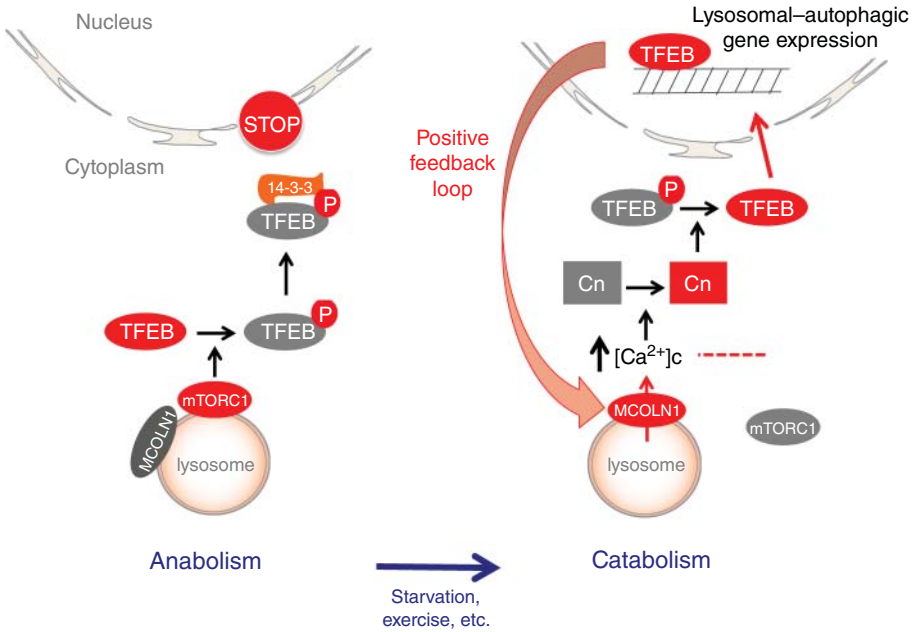 Nucleus
STOP
Cytoplasm
14-3-3
P
TFEB
P
TFEB
TFEB
mTORC1
MCOLN1
lysosome
Anabolism
Lysosomal–autophagic
gene expression
TFEB
Positive
feedback
loop
P
TFEB
TFEB
Cn
Cn
[Ca²⁺]c
MCOLN1
mTORC1
lysosome
Catabolism
Starvation,
exercise, etc.